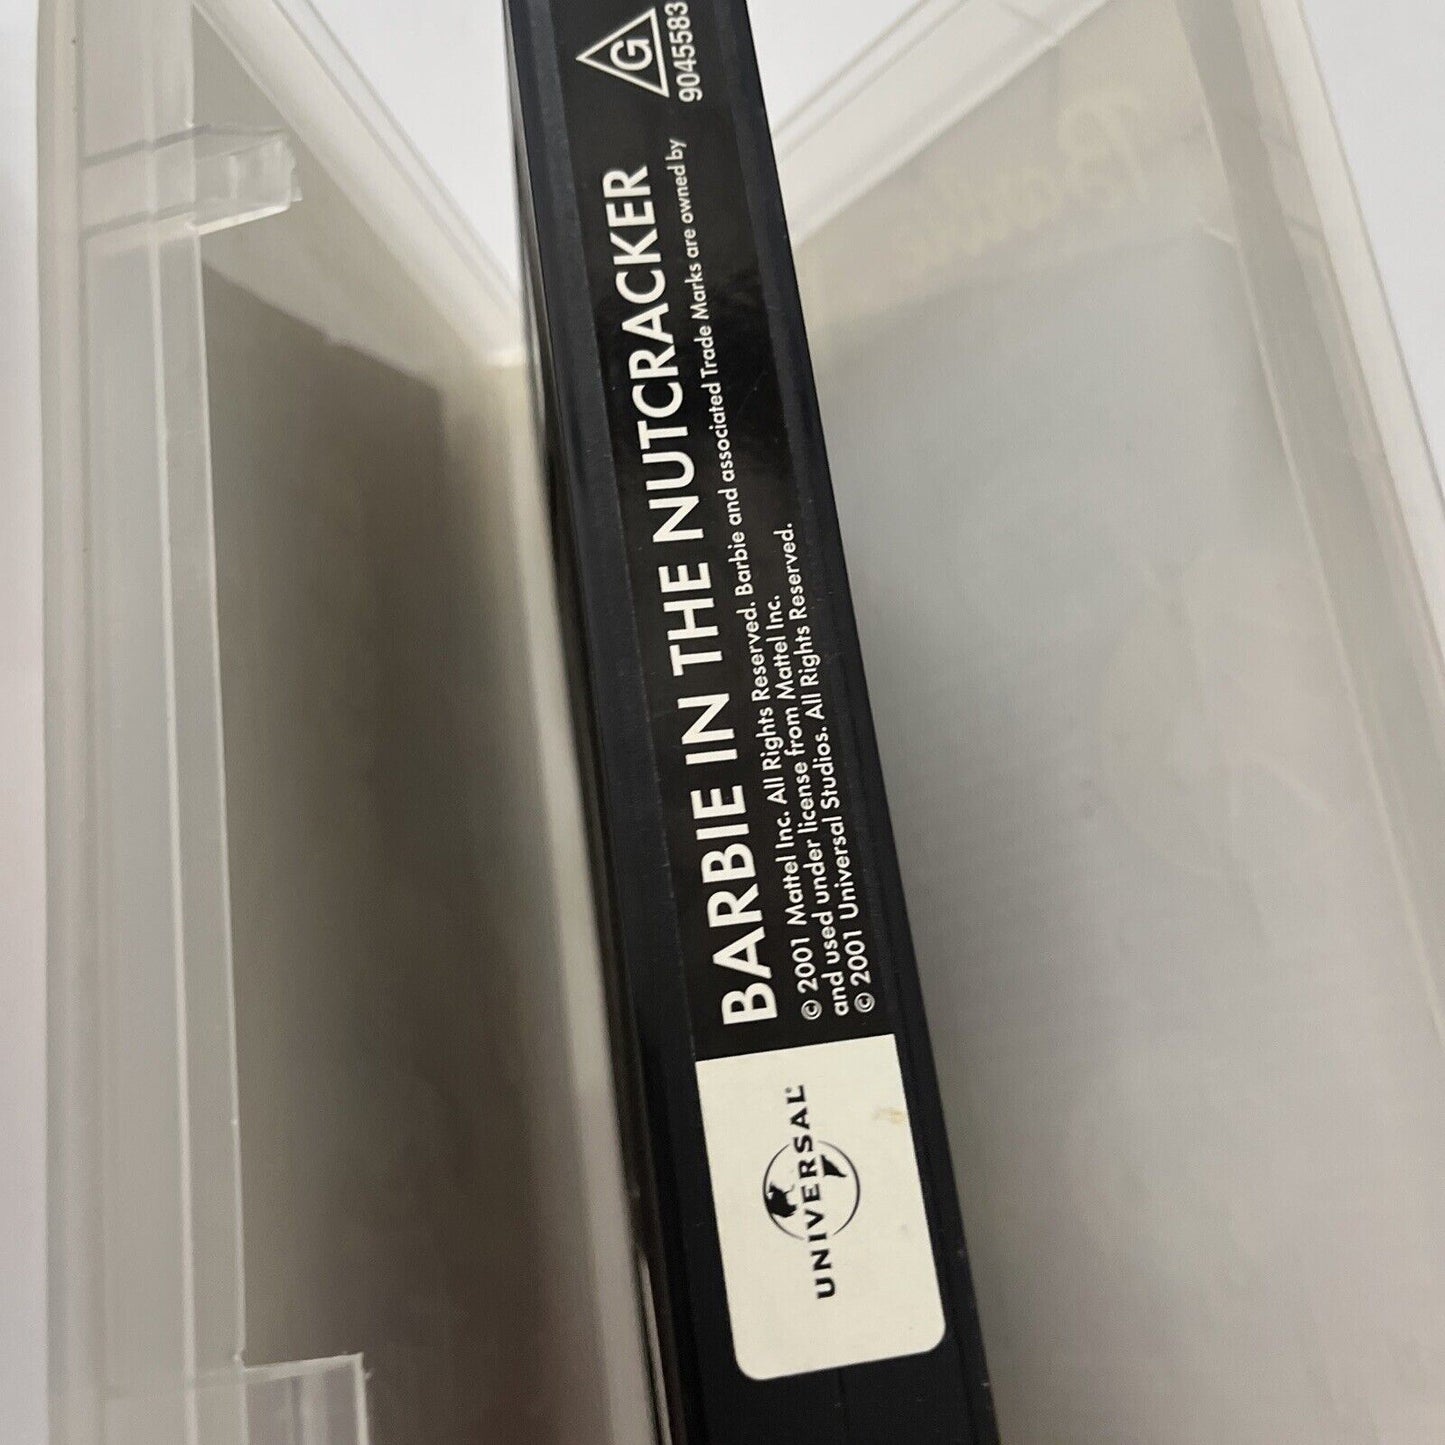 BARBIE IN THE NUTCRACKER
G
9045583
© 2001 Mattel Inc. All Rights Reserved. Barbie and associated Trade Marks are owned by
and used under license from Mattel Inc.
© 2001 Universal Studios. All Rights Reserved.
UNIVERSAL